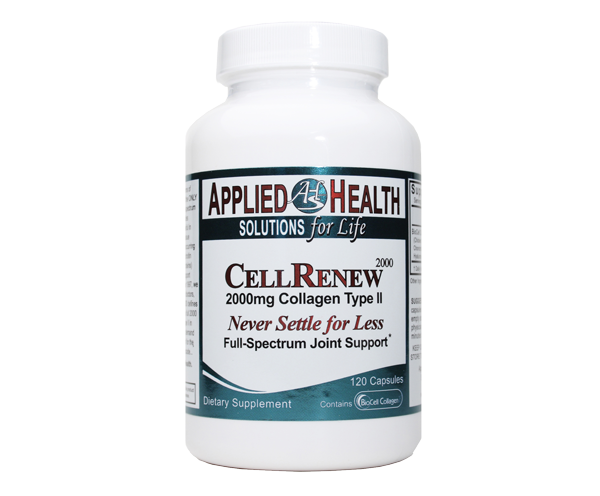 APPLIED AHS HEALTH
SOLUTIONS for Life
CELLRENEW 2000
2000mg Collagen Type II
Never Settle for Less
Full-Spectrum Joint Support*
120 Capsules
Dietary Supplement
Contains BioCell Collagen